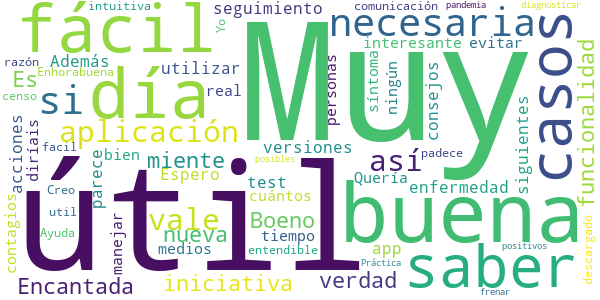 intuitiva
seguimiento
comunicación
pandemia
diagnosticar
fácil
Yo
Muy
necesaria
casos
razón
Además
Enhorabuena
utilizar
interesante
evitar
Es
si
día
real
personas
síntoma
ningún
consejos
funcionalidad
censo
acciones
diríais
aplicación
versiones
así
padece
siguientes
facil
parece
bien
miente
posibles
Quería
enfermedad
Creo
útil
Espero
test
cuántos
buena
util
contagios
manejar
vale
Boeno
Ayuda
nueva
tiempo
app
saber
positivos
medios
entendible
descargado
Encantada
iniciativa
verdad
Práctica
frenar